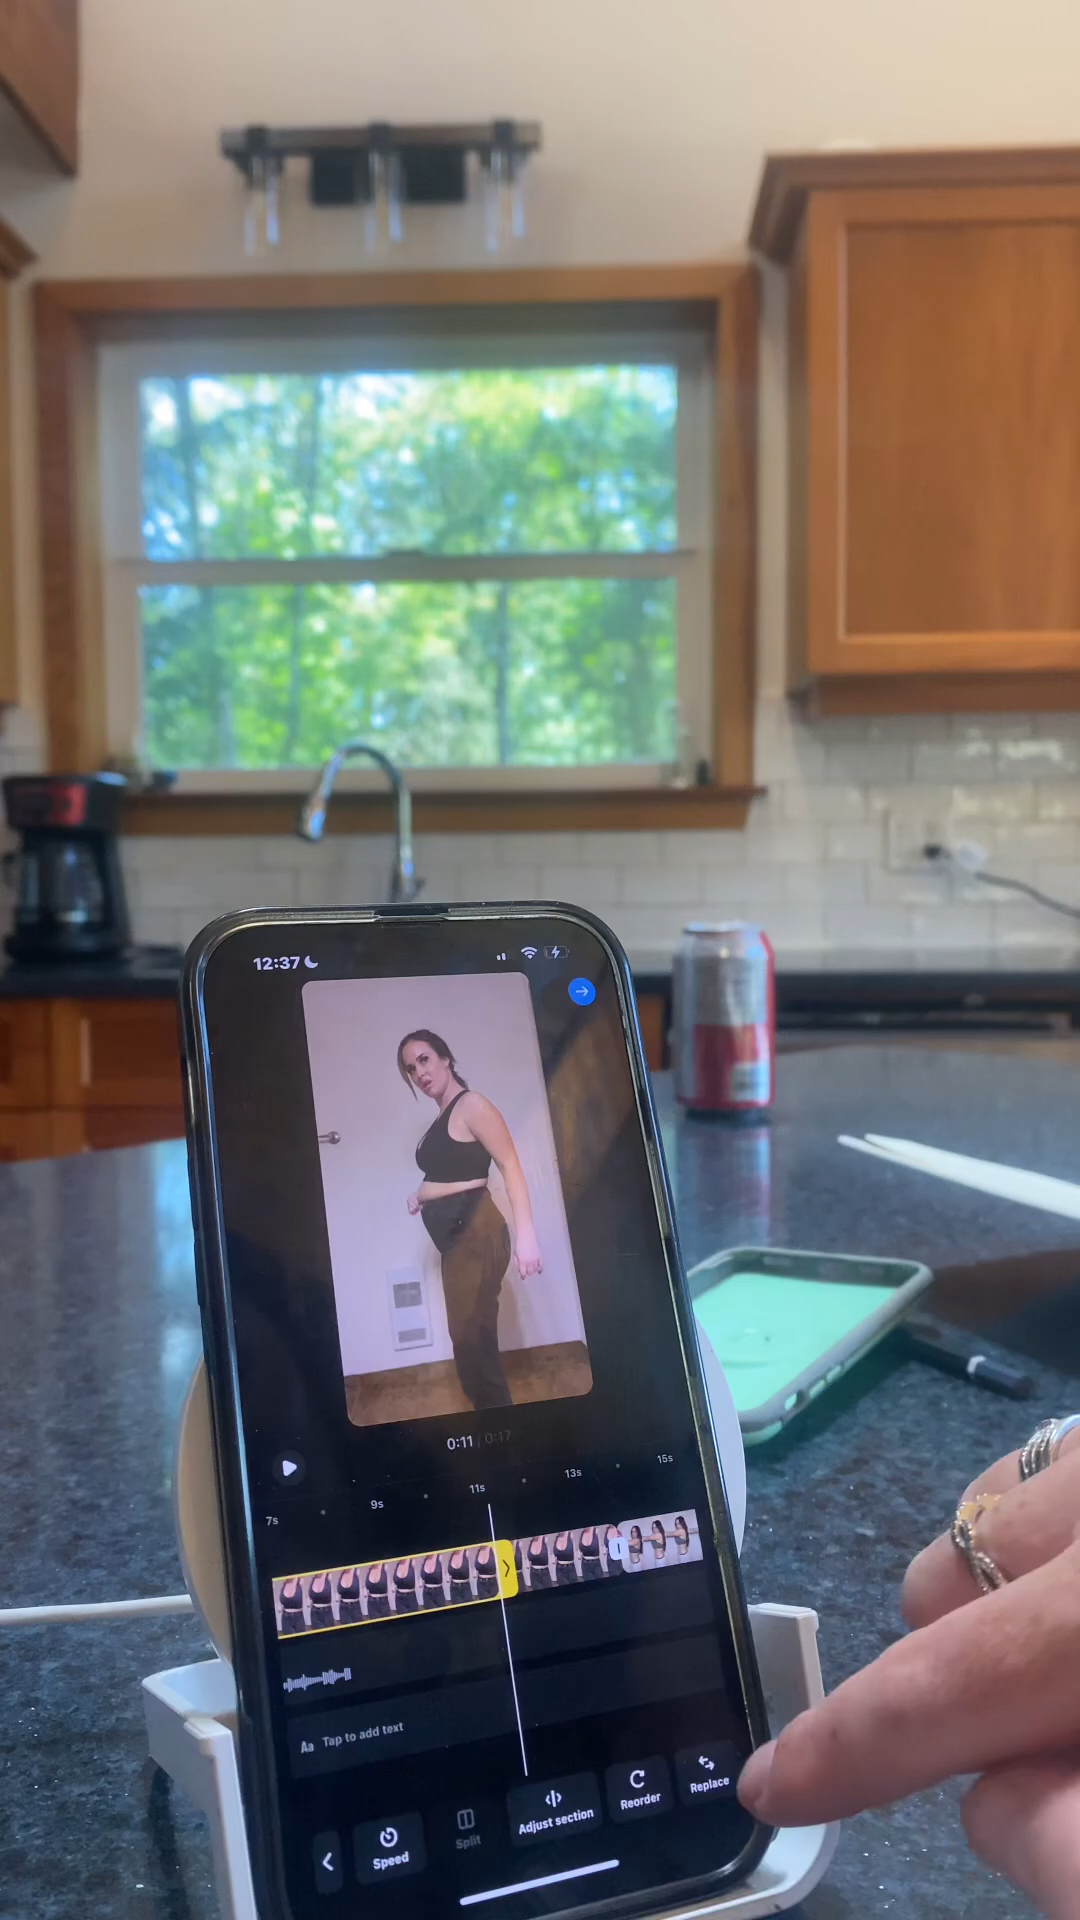 12:37
0:11 / 0:17
7s 9s 11s 13s 15s
Aa Tap to add text
Speed Split Adjust section Reorder Replace